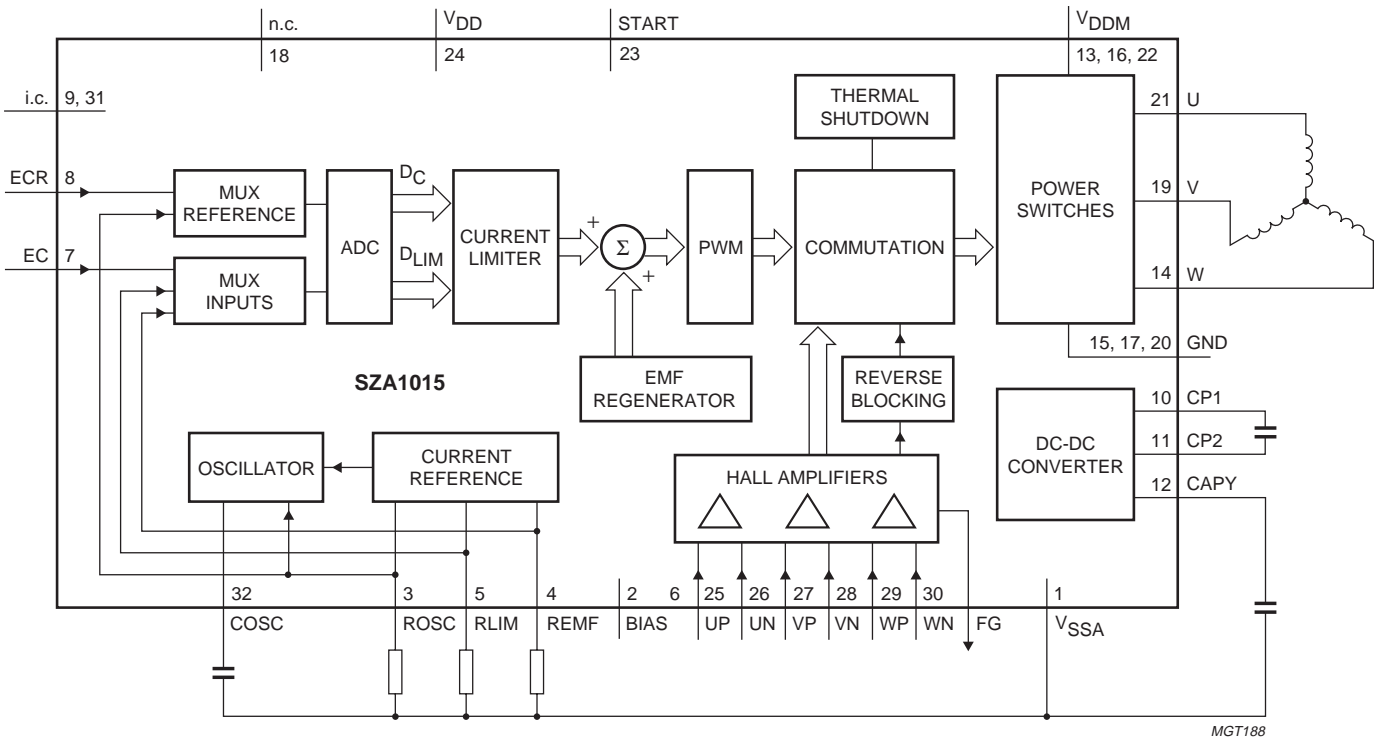 n.c.
VDD
START
VDDM
18
24
23
13, 16, 22
i.c.
9, 31
THERMAL
SHUTDOWN
21
U
ECR
8
MUX
REFERENCE
DC
ADC
DLIM
CURRENT
LIMITER
+
Σ
+
PWM
COMMUTATION
POWER
SWITCHES
19
V
EC
7
MUX
INPUTS
14
W
15, 17, 20
GND
SZA1015
EMF
REGENERATOR
REVERSE
BLOCKING
10
CP1
DC-DC
CONVERTER
11
CP2
12
CAPY
OSCILLATOR
CURRENT
REFERENCE
HALL AMPLIFIERS
32
3
5
4
2
6
25
26
27
28
29
30
1
COSC
ROSC
RLIM
REMF
BIAS
UP
UN
VP
VN
WP
WN
FG
VSSA
MGT188